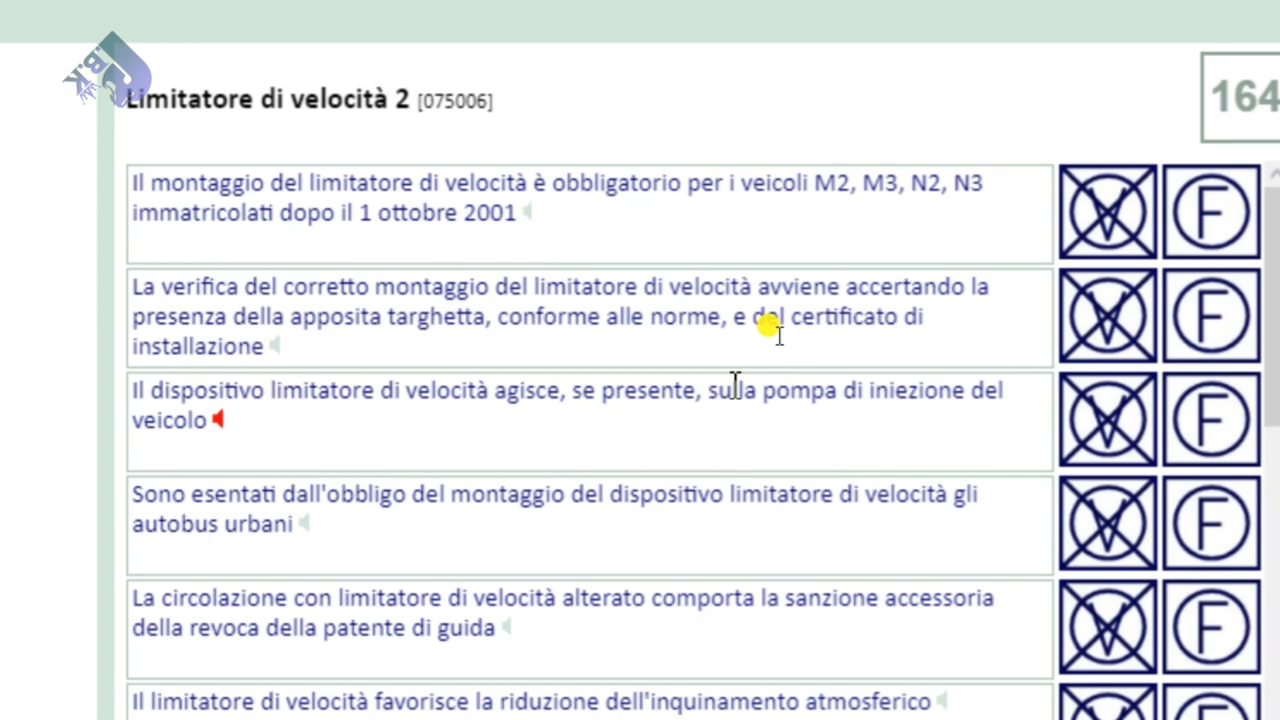 J.B.K
Limitatore di velocità 2 [075006]
164
Il montaggio del limitatore di velocità è obbligatorio per i veicoli M2, M3, N2, N3
immatricolati dopo il 1 ottobre 2001
V F
La verifica del corretto montaggio del limitatore di velocità avviene accertando la
presenza della apposita targhetta, conforme alle norme, e del certificato di
installazione
V F
Il dispositivo limitatore di velocità agisce, se presente, sulla pompa di iniezione del
veicolo
V F
Sono esentati dall'obbligo del montaggio del dispositivo limitatore di velocità gli
autobus urbani
V F
La circolazione con limitatore di velocità alterato comporta la sanzione accessoria
della revoca della patente di guida
V F
Il limitatore di velocità favorisce la riduzione dell'inquinamento atmosferico